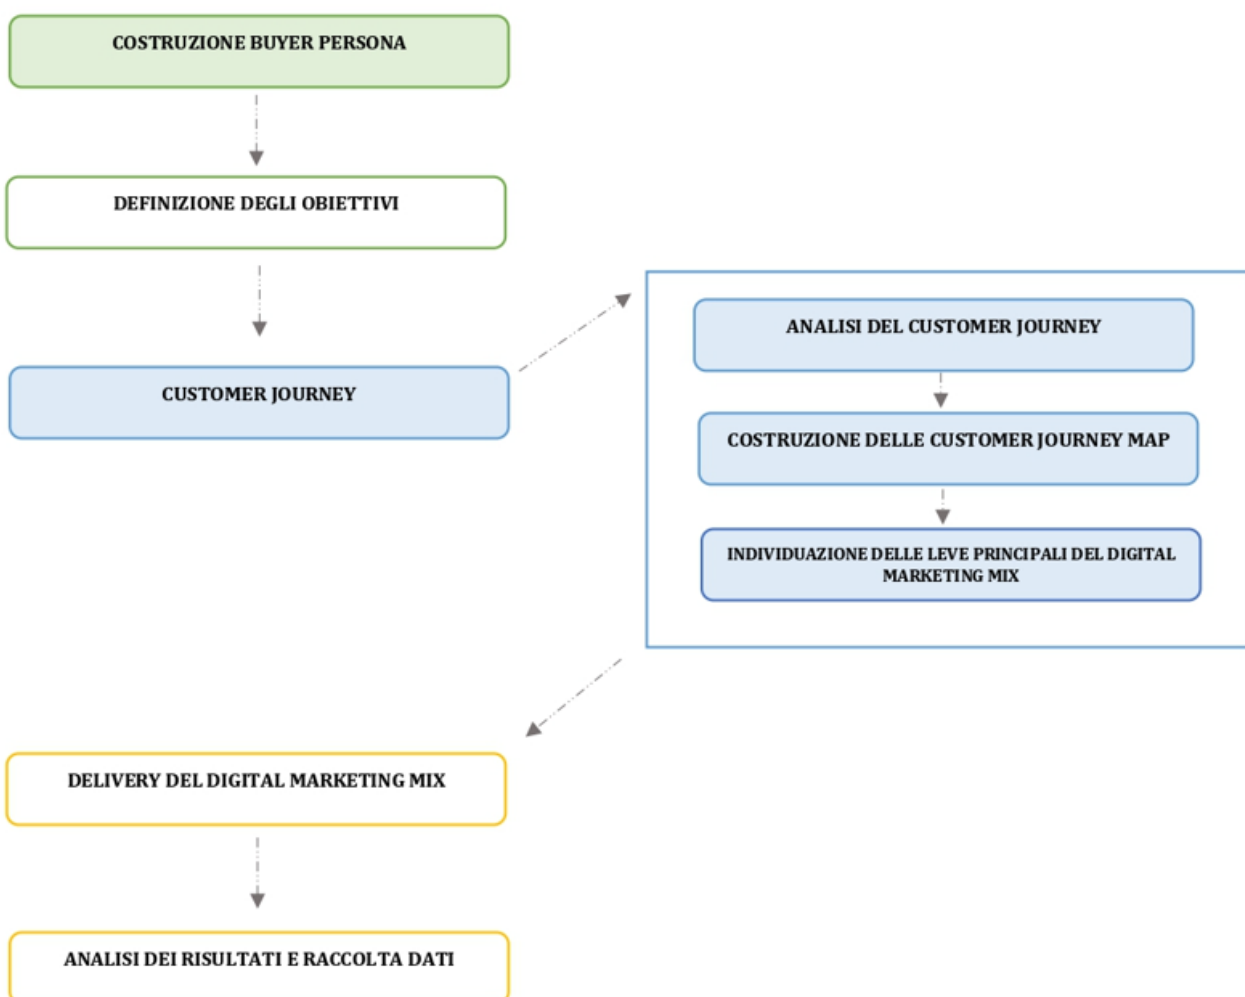 COSTRUZIONE BUYER PERSONA
DEFINIZIONE DEGLI OBIETTIVI
CUSTOMER JOURNEY
ANALISI DEL CUSTOMER JOURNEY
COSTRUZIONE DELLE CUSTOMER JOURNEY MAP
INDIVIDUAZIONE DELLE LEVE PRINCIPALI DEL DIGITAL
MARKETING MIX
DELIVERY DEL DIGITAL MARKETING MIX
ANALISI DEI RISULTATI E RACCOLTA DATI